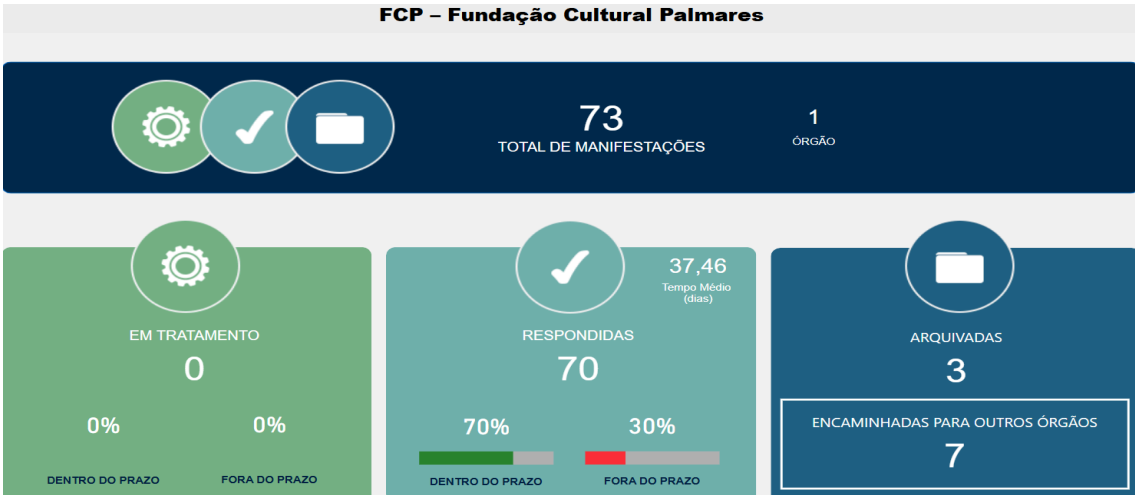 FCP – Fundação Cultural Palmares
73
TOTAL DE MANIFESTAÇÕES
1
ÓRGÃO
EM TRATAMENTO
0
0%
0%
DENTRO DO PRAZO
FORA DO PRAZO
37,46
Tempo Médio
(dias)
RESPONDIDAS
70
70%
30%
DENTRO DO PRAZO
FORA DO PRAZO
ARQUIVADAS
3
ENCAMINHADAS PARA OUTROS ÓRGÃOS
7